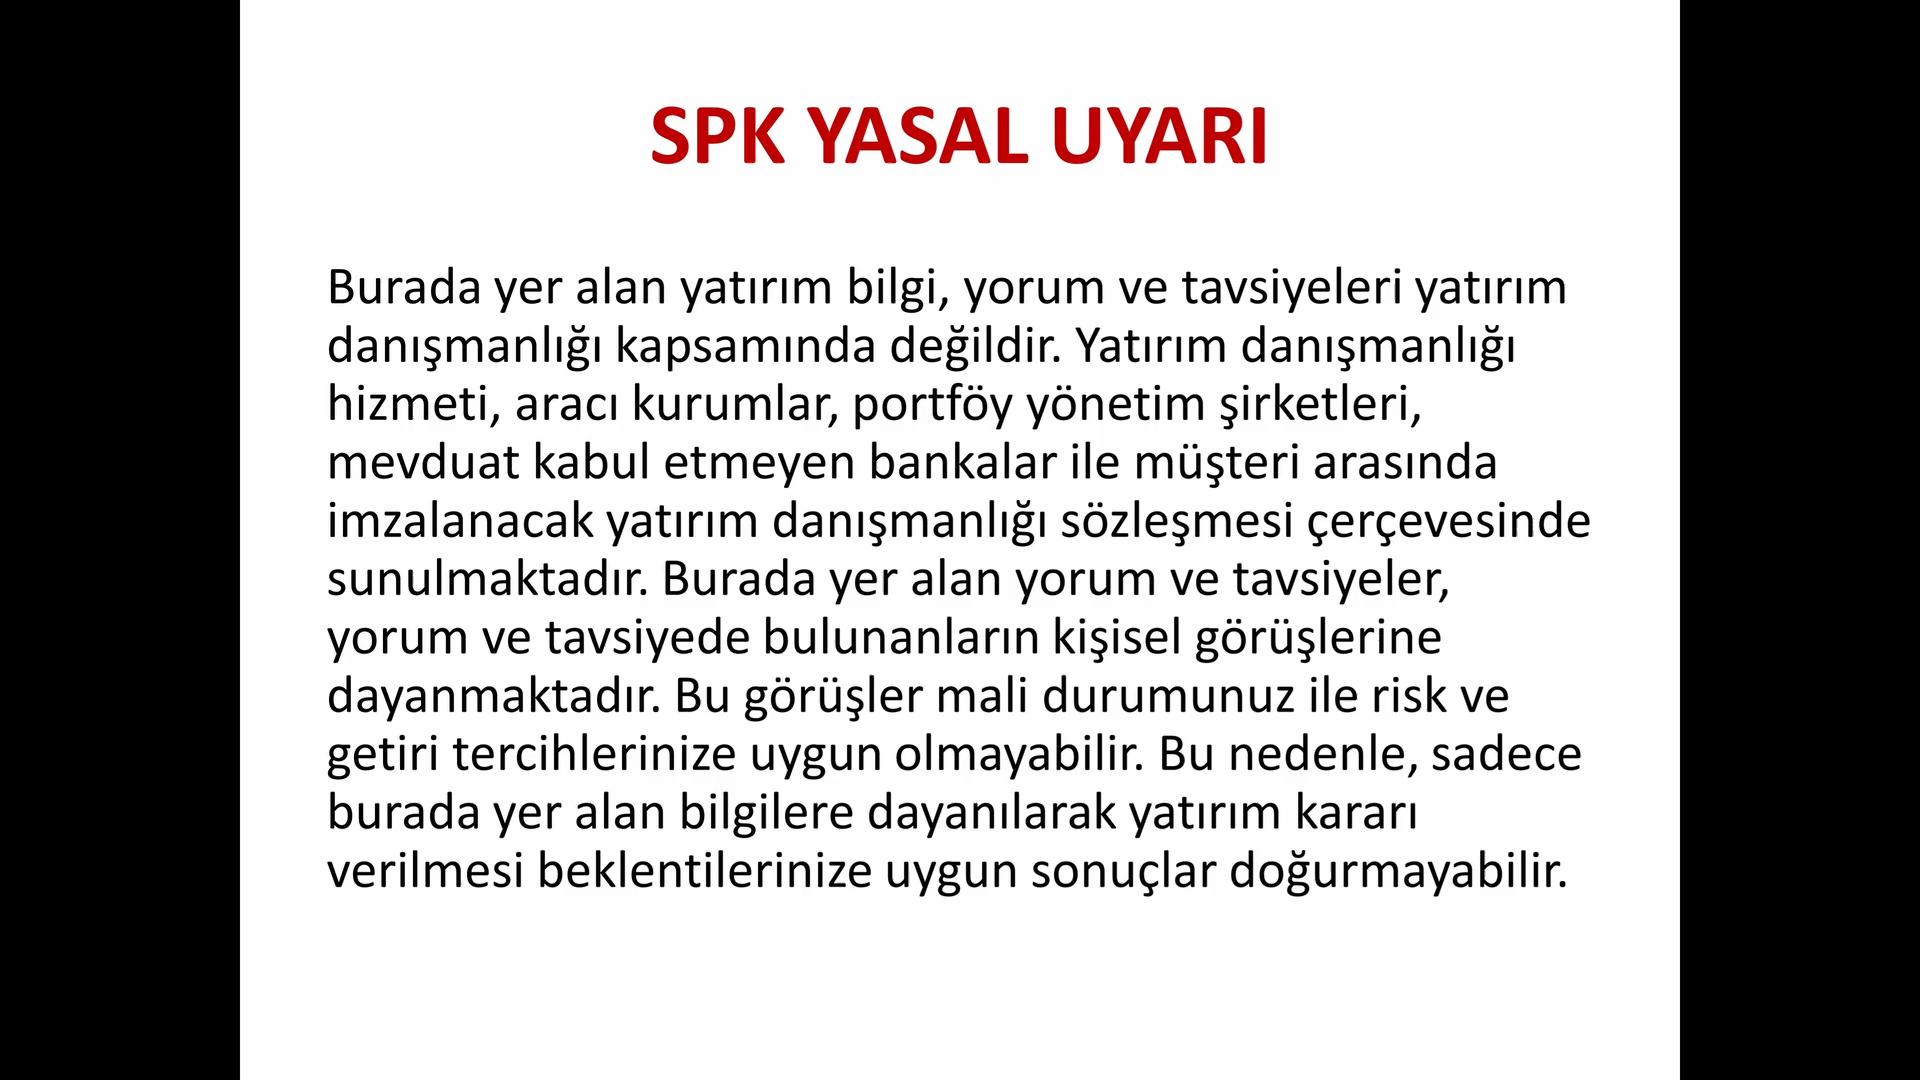 SPK YASAL UYARI
Burada yer alan yatırım bilgi, yorum ve tavsiyeleri yatırım
danışmanlığı kapsamında değildir. Yatırım danışmanlığı
hizmeti, aracı kurumlar, portföy yönetim şirketleri,
mevduat kabul etmeyen bankalar ile müşteri arasında
imzalanacak yatırım danışmanlığı sözleşmesi çerçevesinde
sunulmaktadır. Burada yer alan yorum ve tavsiyeler,
yorum ve tavsiyede bulunanların kişisel görüşlerine
dayanmaktadır. Bu görüşler mali durumunuz ile risk ve
getiri tercihlerinize uygun olmayabilir. Bu nedenle, sadece
burada yer alan bilgilere dayanılarak yatırım kararı
verilmesi beklentilerinize uygun sonuçlar doğurmayabilir.